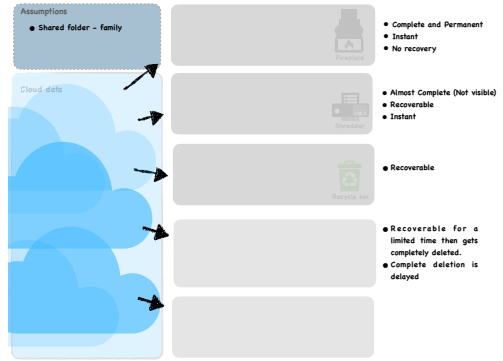 Assumptions
Shared folder - family
Cloud data
Fireplace
Complete and Permanent
Instant
No recovery
Shredder
Almost Complete (Not visible)
Recoverable
Instant
Recycle bin
Recoverable
Recoverable for a
limited time then gets
completely deleted.
Complete deletion is
delayed